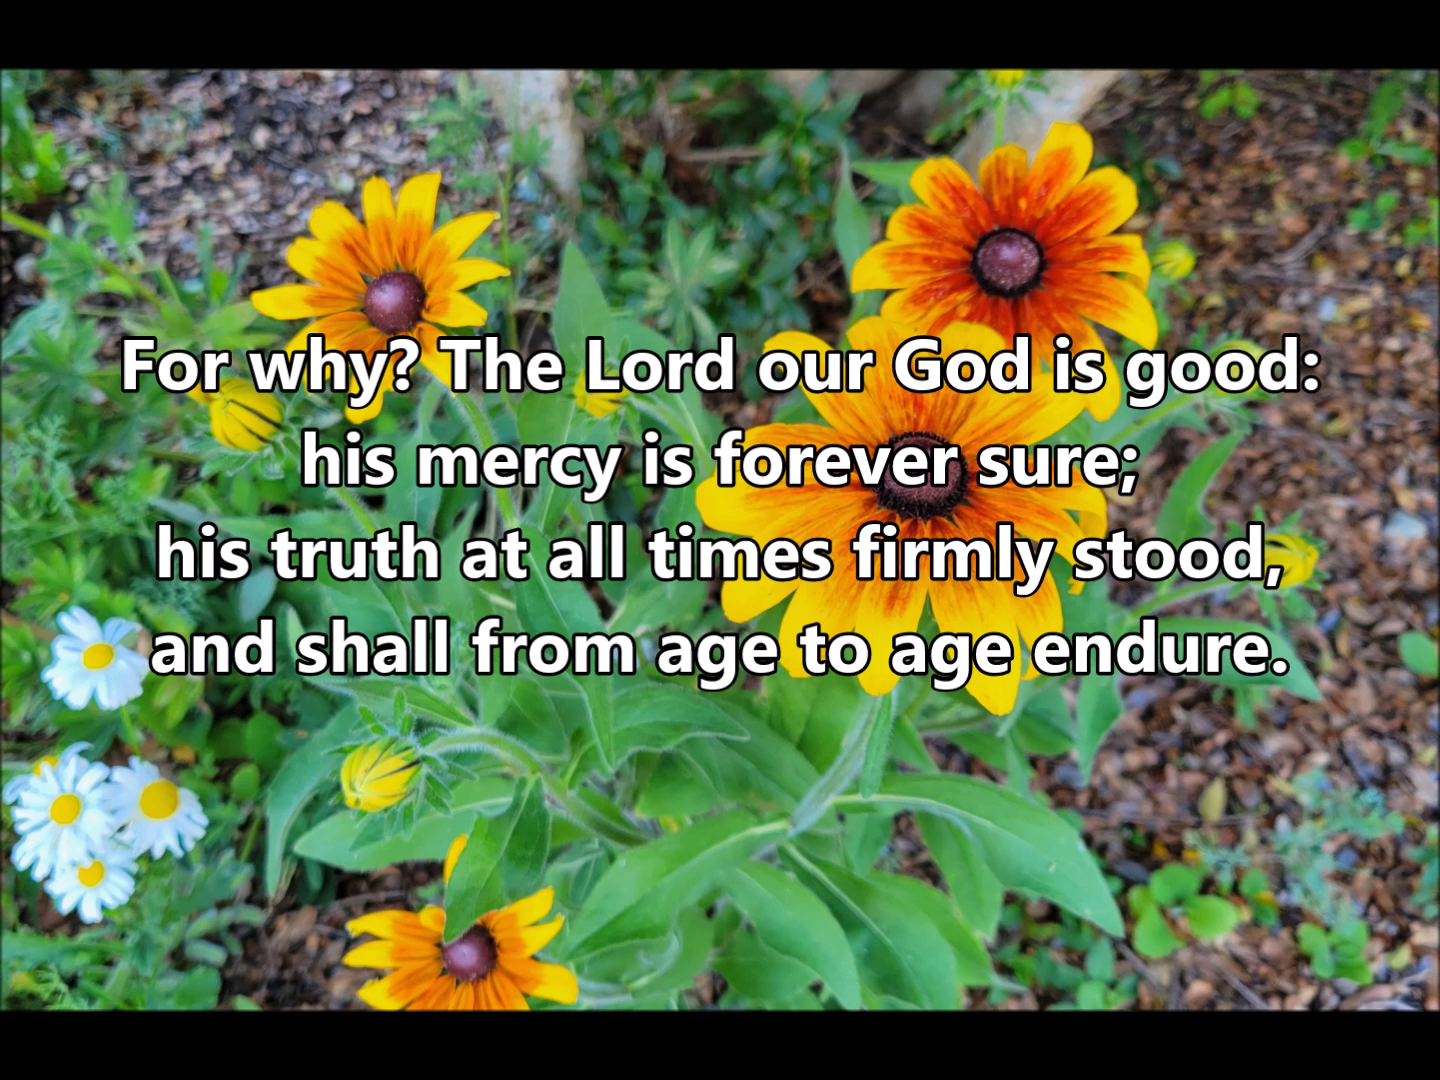 For why? The Lord our God is good:
his mercy is forever sure;
his truth at all times firmly stood,
and shall from age to age endure.